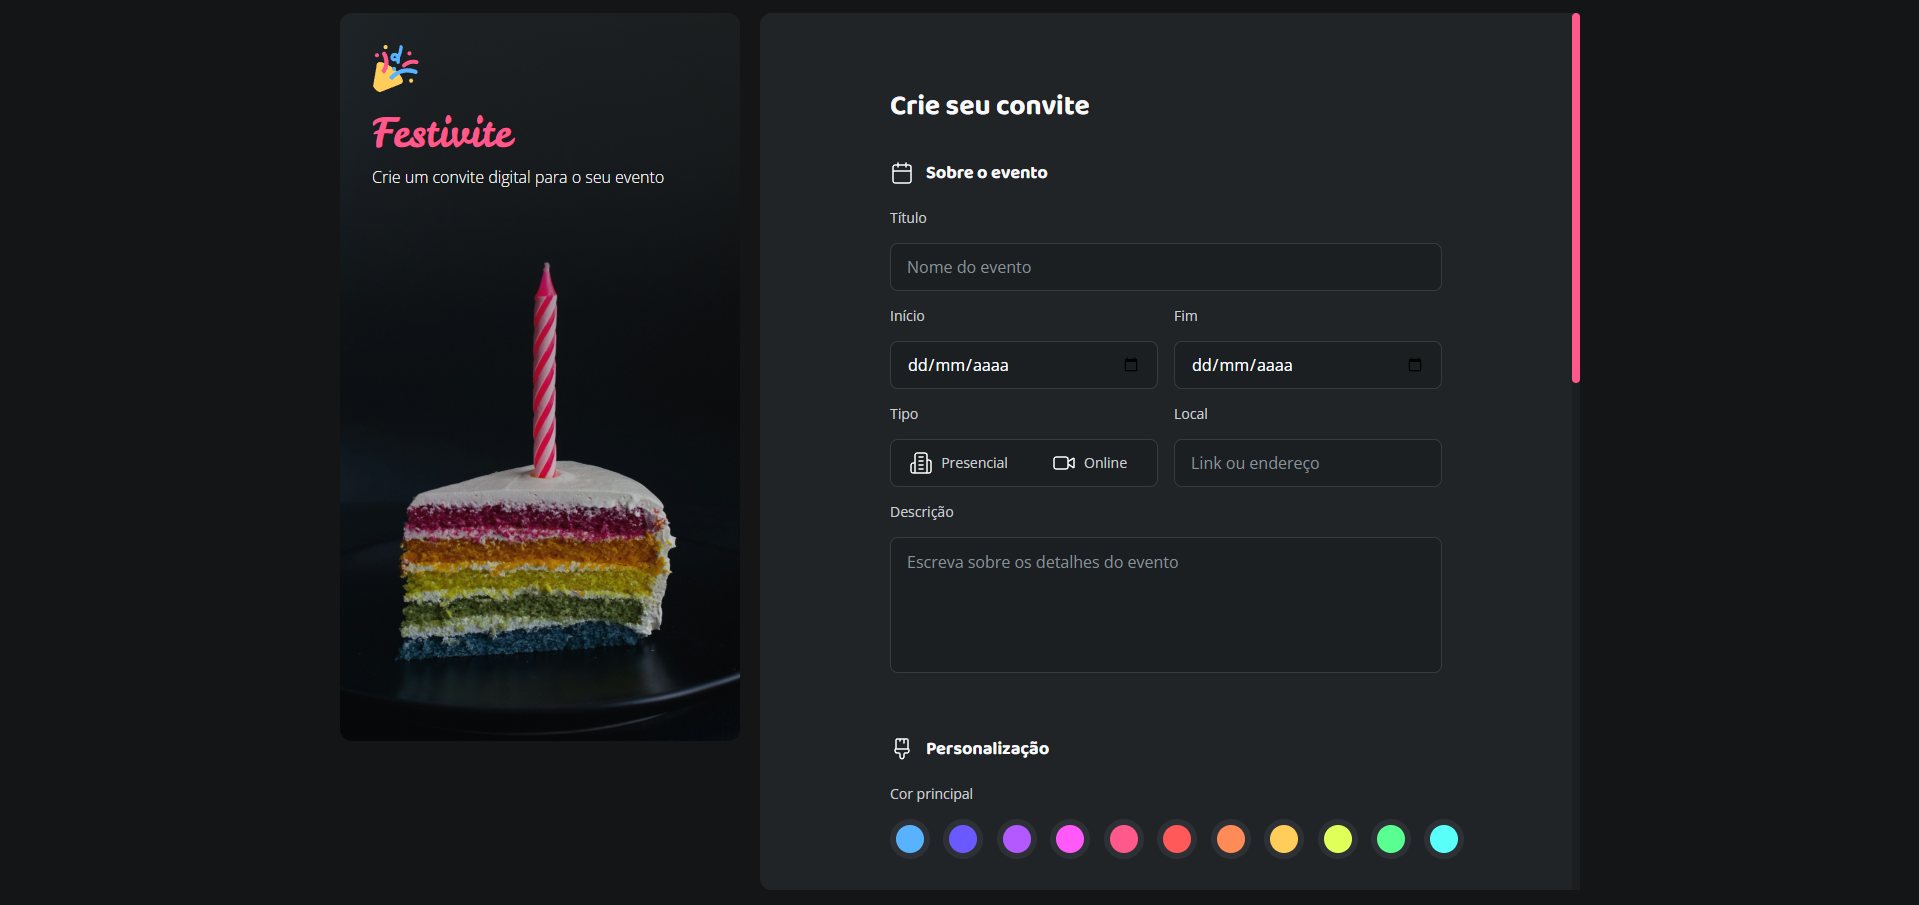 Festivite
Crie um convite digital para o seu evento
Crie seu convite
Sobre o evento
Título
Nome do evento
Início
Fim
dd/mm/aaaa
dd/mm/aaaa
Tipo
Local
Presencial
Online
Link ou endereço
Descrição
Escreva sobre os detalhes do evento
Personalização
Cor principal